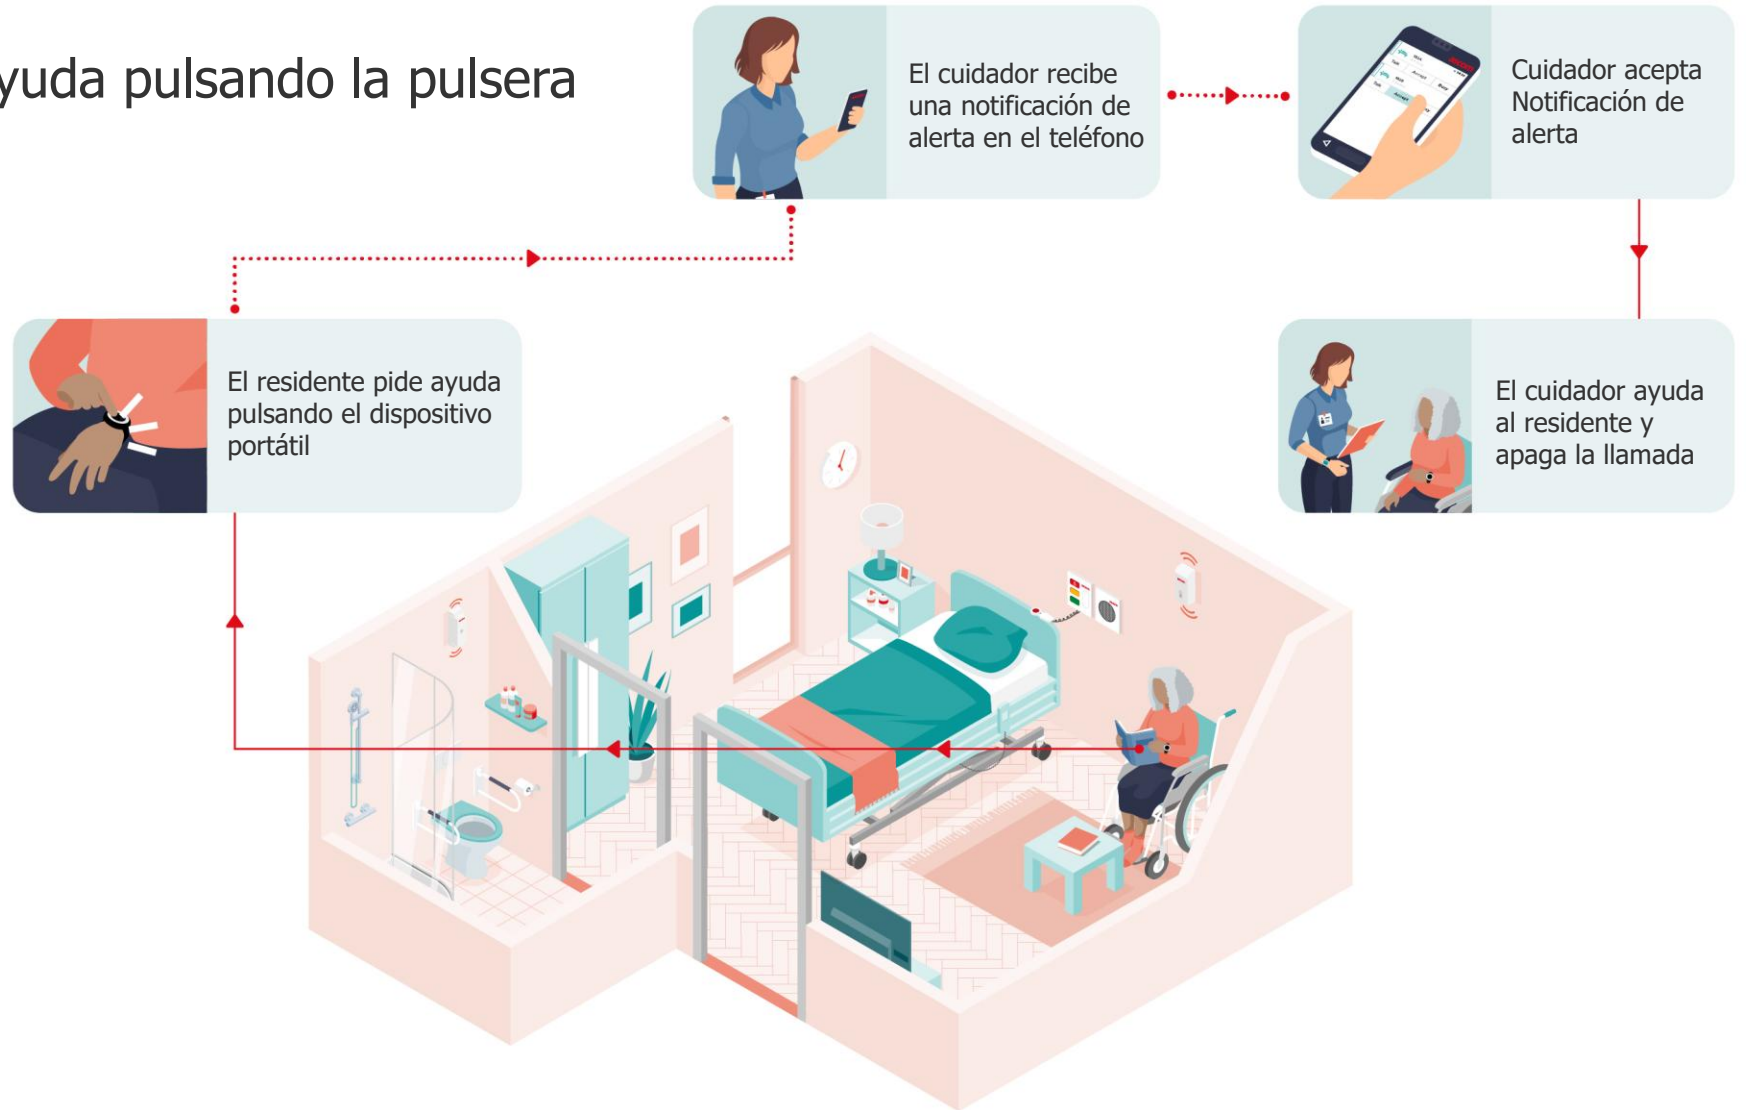 yuda pulsando la pulsera
El cuidador recibe
una notificación de
alerta en el teléfono
Cuidador acepta
Notificación de
alerta
El residente pide ayuda
pulsando el dispositivo
portátil
El cuidador ayuda
al residente y
apaga la llamada